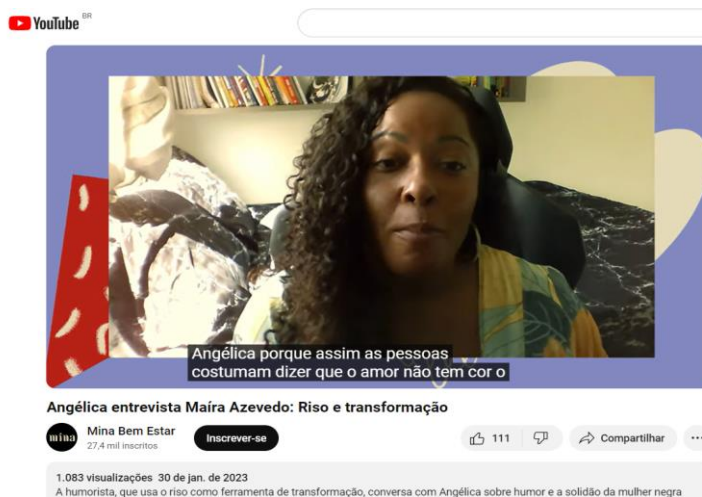 YouTube BR
Angélica porque assim as pessoas
costumam dizer que o amor não tem cor o
Angélica entrevista Maíra Azevedo: Riso e transformação
mina
Mina Bem Estar
27,4 mil inscritos
Inscrever-se
111
Compartilhar
1.083 visualizações 30 de jan. de 2023
A humorista, que usa o riso como ferramenta de transformação, conversa com Angélica sobre humor e a solidão da mulher negra